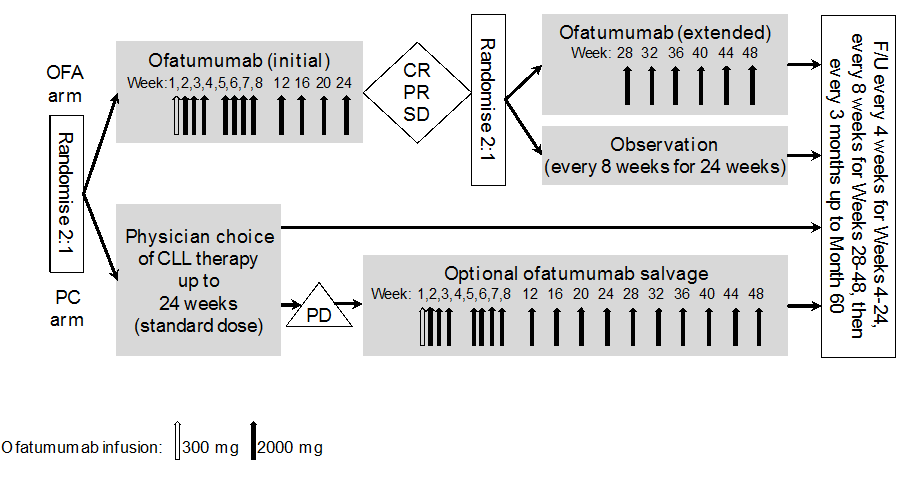 OFA
arm
Randomise 2:1
PC
arm
Ofatumumab (initial)
Week:1,2,3,4,5,6,7,8 12 16 20 24
CR
PR
SD
Randomise 2:1
Ofatumumab (extended)
Week: 28 32 36 40 44 48
Observation
(every 8 weeks for 24 weeks)
Physician choice
of CLL therapy
up to
24 weeks
(standard dose)
PD
Optional ofatumumab salvage
Week: 1,2,3,4,5,6,7,8 12 16 20 24 28 32 36 40 44 48
F/U every 4 weeks for Weeks 4-24,
every 8 weeks for Weeks 28-48, then
every 3 months up to Month 60
Ofatumumab infusion: 300 mg 2000 mg